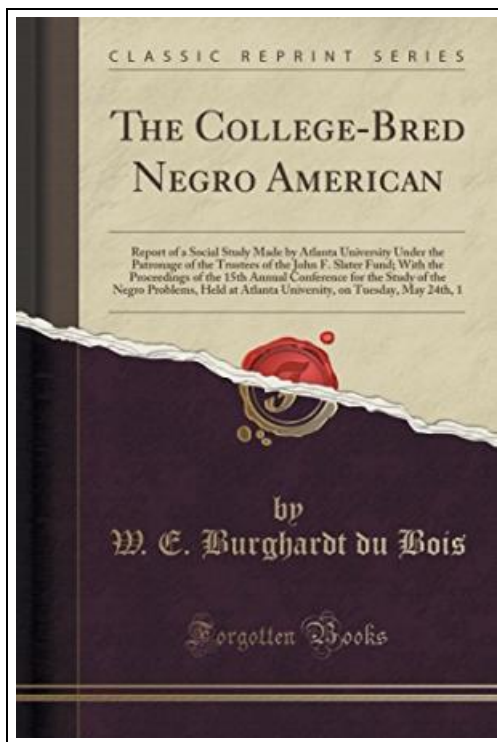 CLASSIC REPRINT SERIES
THE COLLEGE-BRED
NEGRO AMERICAN
Report of a Social Study Made by Atlanta University Under the
Patronage of the Trustees of the John F. Slater Fund; With the
Proceedings of the 15th Annual Conference for the Study of the
Negro Problems, Held at Atlanta University, on Tuesday, May 24th, 1
F
by
W. E. Burghardt du Bois
Forgotten Books